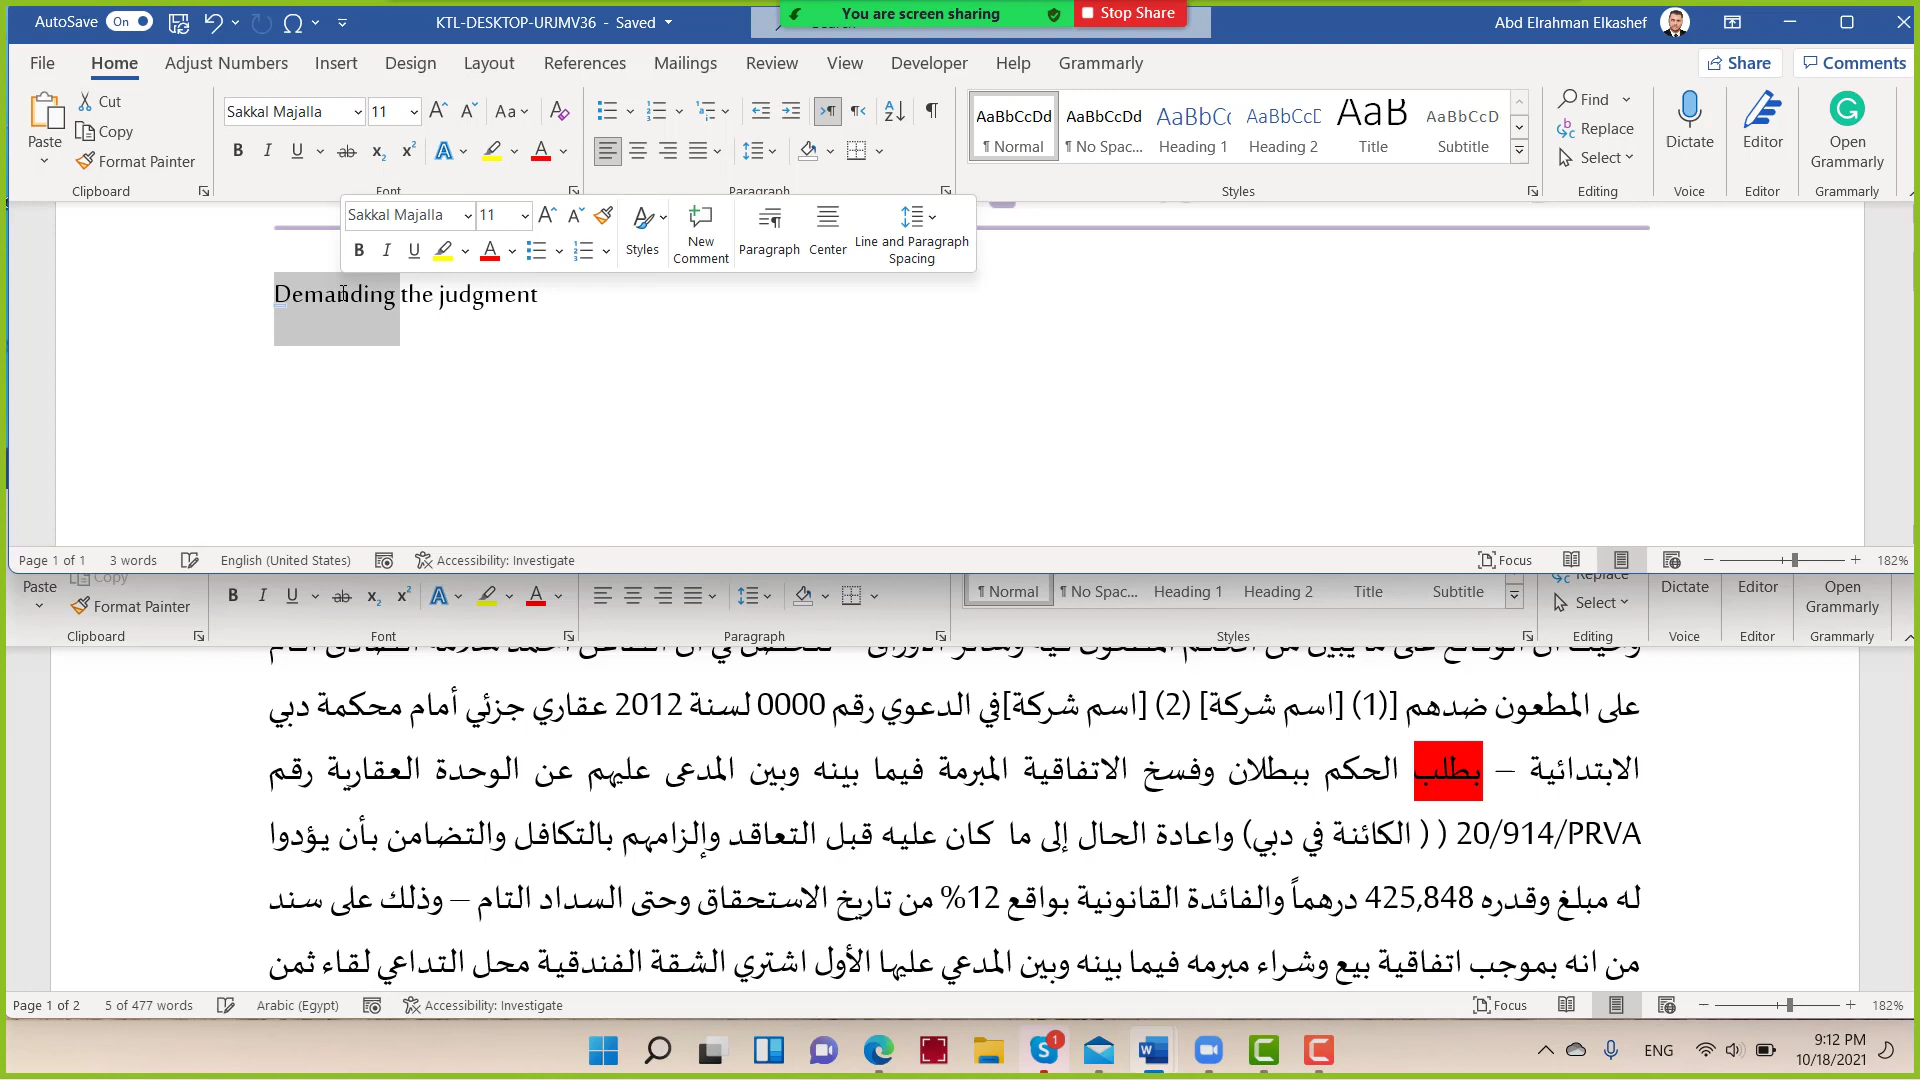 AutoSave On KTL-DESKTOP-URJMV36 - Saved You are screen sharing Stop Share Abd Elrahman Elkashef
File Home Adjust Numbers Insert Design Layout References Mailings Review View Developer Help Grammarly Share Comments
Paste Cut Copy Format Painter
Clipboard
Sakkal Majalla 11
Font
Paragraph
AaBbCcDd AaBbCcDd AaBbCc AaBbCcD AaB AaBbCcD
¶ Normal ¶ No Spac... Heading 1 Heading 2 Title Subtitle
Styles
Find Replace Select
Editing
Dictate
Voice
Editor
Editor
Open Grammarly
Grammarly
Sakkal Majalla 11
Styles New Comment Paragraph Center Line and Paragraph Spacing
Demanding the judgment
Page 1 of 1 3 words English (United States) Accessibility: Investigate Focus 182%
Paste Copy Format Painter ¶ Normal ¶ No Spac... Heading 1 Heading 2 Title Subtitle Replace Select Dictate Editor Open Grammarly
Clipboard Font Paragraph Styles Editing Voice Editor Grammarly
على المطعون ضدهم [(1) [اسم شركة] (2) [اسم شركة]في الدعوي رقم 0000 لسنة 2012 عقاري جزئي أمام محكمة دبي
الابتدائية – بطلب الحكم ببطلان وفسخ الاتفاقية المبرمة فيما بينه وبين المدعى عليهم عن الوحدة العقارية رقم
20/914/PRVA ( ( الكائنة في دبي) واعادة الحال إلى ما كان عليه قبل التعاقد وإلزامهم بالتكافل والتضامن بأن يؤدوا
له مبلغ وقدره 425,848 درهماً والفائدة القانونية بواقع 12% من تاريخ الاستحقاق وحتى السداد التام – وذلك على سند
من انه بموجب اتفاقية بيع وشراء مبرمه فيما بينه وبين المدعي عليها الأول اشتري الشقة الفندقية محل التداعي لقاء ثمن
Page 1 of 2 5 of 477 words Arabic (Egypt) Accessibility: Investigate Focus 182%
1
ENG
9:12 PM
10/18/2021